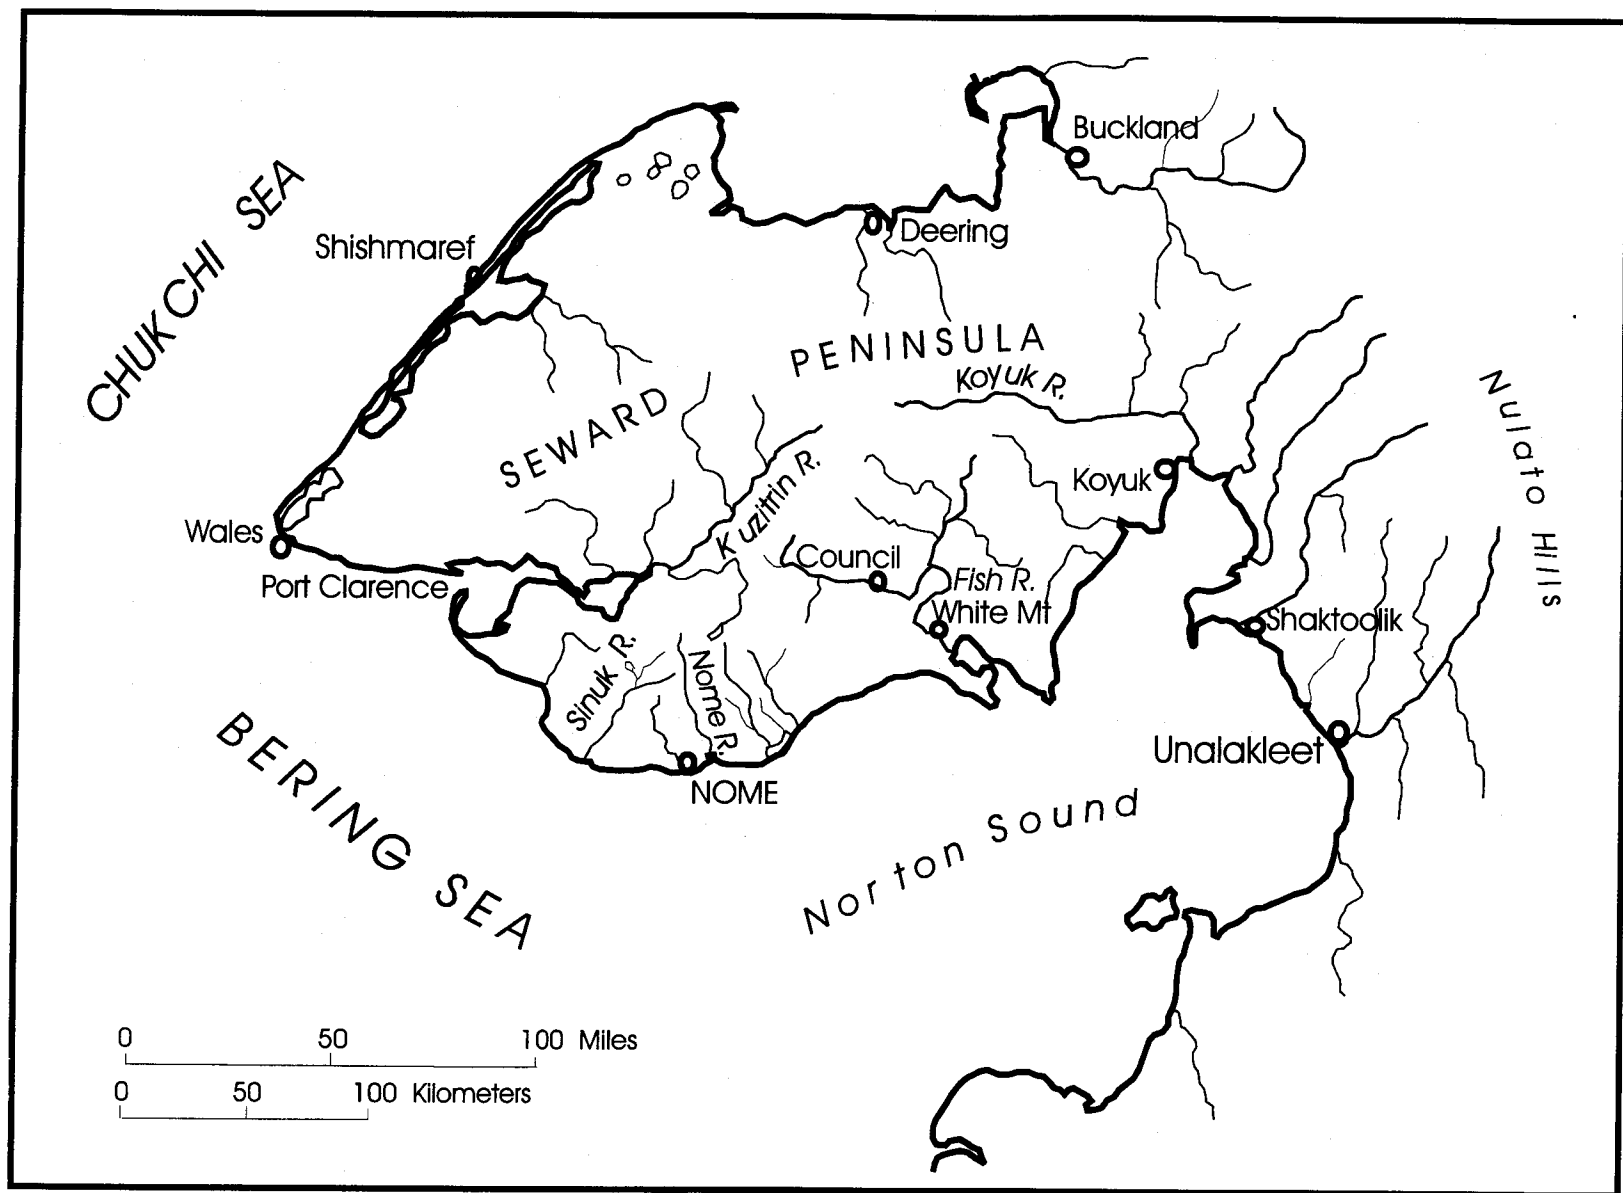 Buckland
CHUKCHI SEA
Shishmaref
Deering
PENINSULA
Koyuk R.
SEWARD
Nulato Hills
Koyuk
Kuzitrin R.
Wales
Council
Port Clarence
Fish R.
White Mt
Shaktodlik
Sinuk R.
Nome R.
BERING SEA
Unalakleet
NOME
Norton Sound
0 50 100 Miles
0 50 100 Kilometers